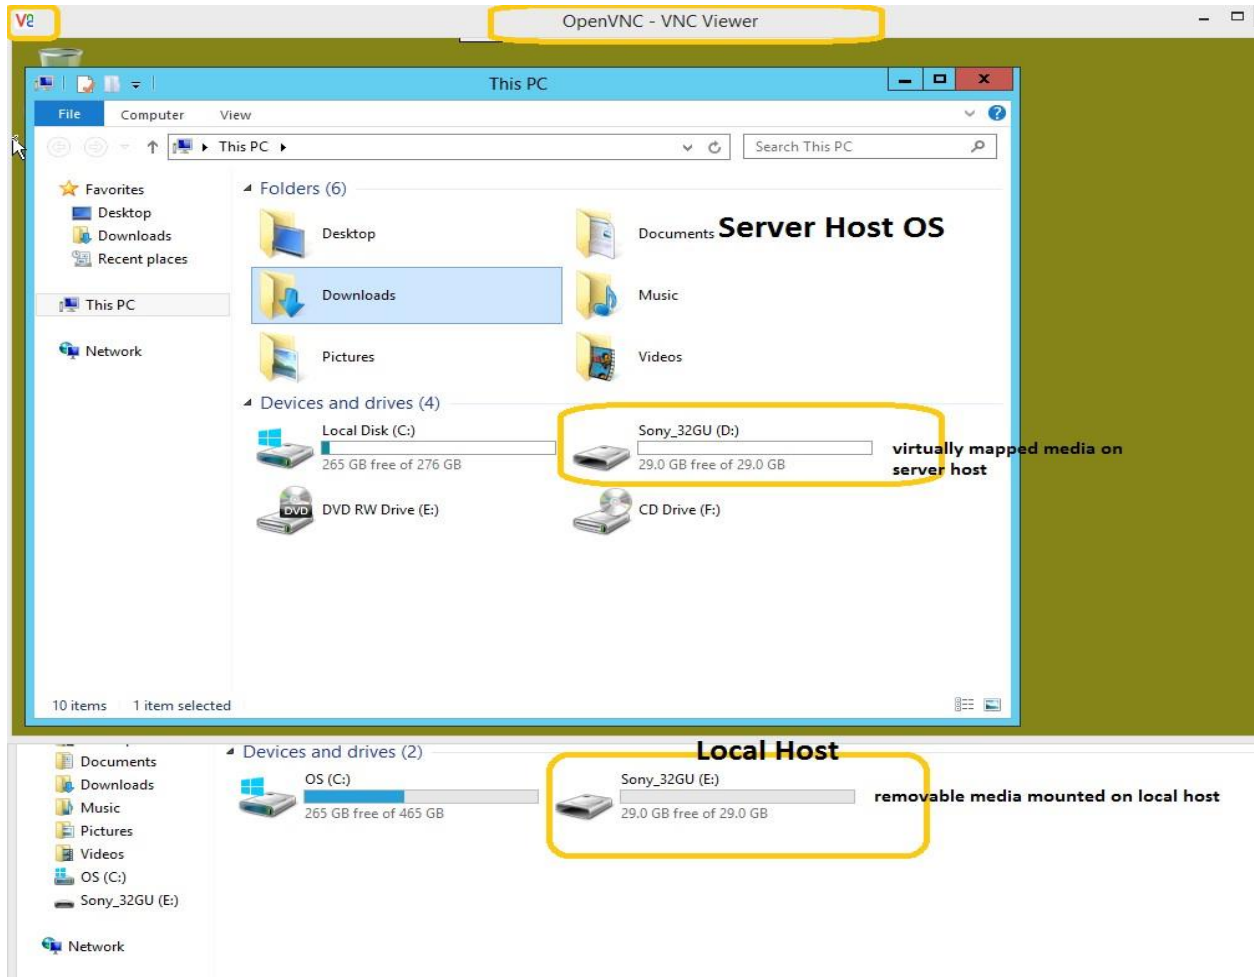 V2
OpenVNC - VNC Viewer
This PC
File Computer View
This PC
Search This PC
Favorites
Desktop
Downloads
Recent places
This PC
Network
Folders (6)
Desktop
Documents
Server Host OS
Downloads
Music
Pictures
Videos
Devices and drives (4)
Local Disk (C:)
265 GB free of 276 GB
Sony_32GU (D:)
29.0 GB free of 29.0 GB
virtually mapped media on
server host
DVD
DVD RW Drive (E:)
CD Drive (F:)
10 items 1 item selected
Documents
Downloads
Music
Pictures
Videos
OS (C:)
Sony_32GU (E:)
Network
Devices and drives (2)
Local Host
OS (C:)
265 GB free of 465 GB
Sony_32GU (E:)
29.0 GB free of 29.0 GB
removable media mounted on local host